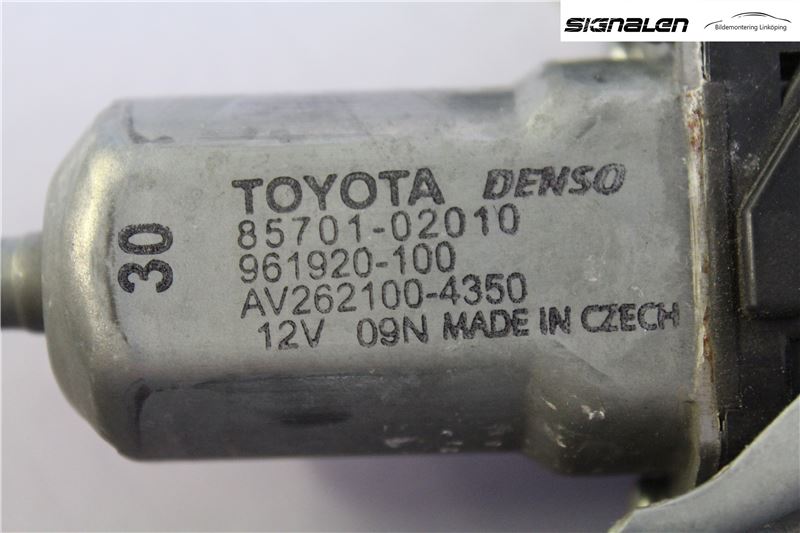 SIGNALEN
Bildemontering Linköping
TOYOTA DENSO
85701-02010
961920-100
AV262100-4350
12V 09N MADE IN CZECH
30